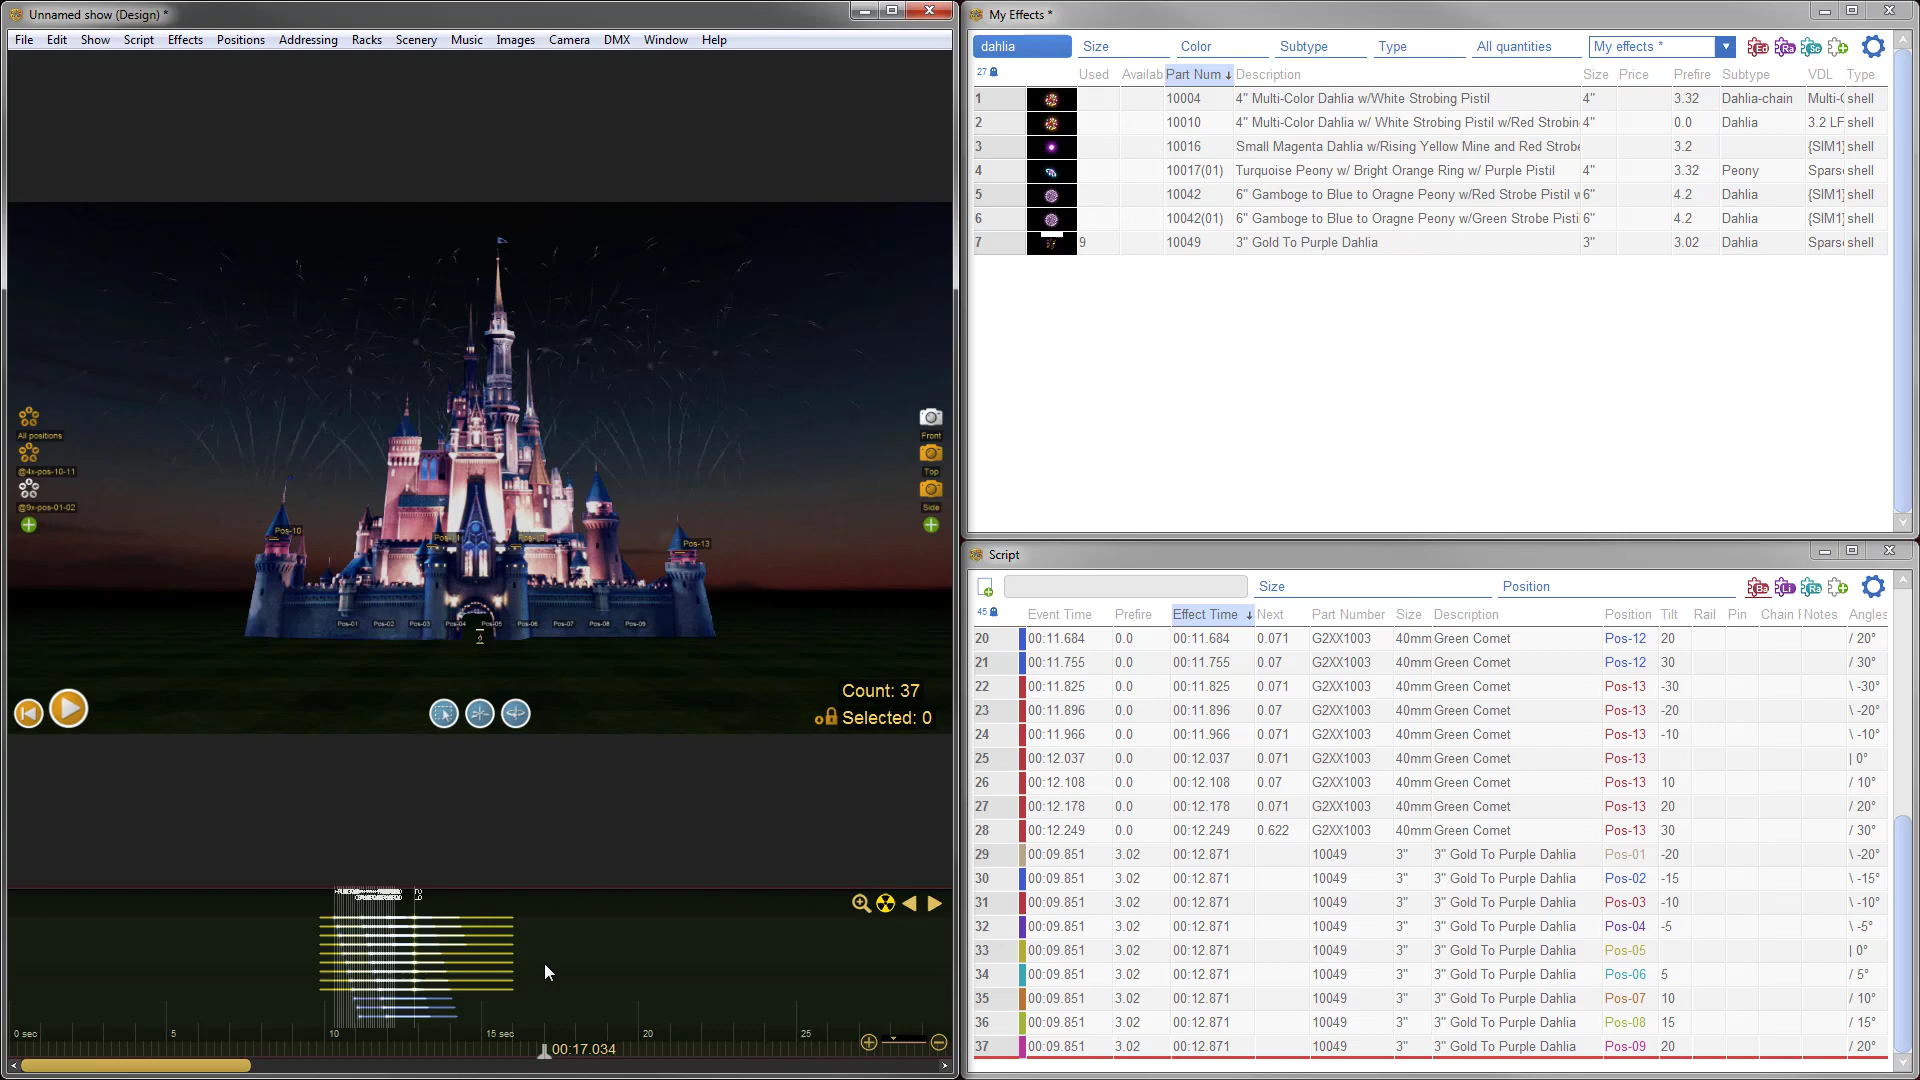 Unnamed show (Design) *
File Edit Show Script Effects Positions Addressing Racks Scenery Music Images Camera DMX Window Help
All positions
@4x-pos-10-11
@9x-pos-01-02
Front
Top
Side
Pos-10
Pos-13
Pos-01 Pos-02 Pos-03 Pos-04 Pos-05 Pos-06 Pos-07 Pos-08 Pos-09
Count: 37
Selected: 0
0 sec 5 10 15 sec 20 25
00:17.034
My Effects *
dahlia Size Color Subtype Type All quantities My effects *
27 Used Availab Part Num Description Size Price Prefire Subtype VDL Type
1 10004 4" Multi-Color Dahlia w/White Strobing Pistil 4" 3.32 Dahlia-chain Multi-C shell
2 10010 4" Multi-Color Dahlia w/ White Strobing Pistil w/Red Strobin 4" 0.0 Dahlia 3.2 LF shell
3 10016 Small Magenta Dahlia w/Rising Yellow Mine and Red Strobe 3.2 {SIM1} shell
4 10017(01) Turquoise Peony w/ Bright Orange Ring w/ Purple Pistil 4" 3.32 Peony Spars shell
5 10042 6" Gamboge to Blue to Oragne Peony w/Red Strobe Pistil w 6" 4.2 Dahlia {SIM1} shell
6 10042(01) 6" Gamboge to Blue to Oragne Peony w/Green Strobe Pisti 6" 4.2 Dahlia {SIM1} shell
7 9 10049 3" Gold To Purple Dahlia 3" 3.02 Dahlia Spars shell
Script
Size Position
45 Event Time Prefire Effect Time Next Part Number Size Description Position Tilt Rail Pin Chain Notes Angles
20 00:11.684 0.0 00:11.684 0.071 G2XX1003 40mm Green Comet Pos-12 20 / 20°
21 00:11.755 0.0 00:11.755 0.07 G2XX1003 40mm Green Comet Pos-12 30 / 30°
22 00:11.825 0.0 00:11.825 0.071 G2XX1003 40mm Green Comet Pos-13 -30 \ -30°
23 00:11.896 0.0 00:11.896 0.07 G2XX1003 40mm Green Comet Pos-13 -20 \ -20°
24 00:11.966 0.0 00:11.966 0.071 G2XX1003 40mm Green Comet Pos-13 -10 \ -10°
25 00:12.037 0.0 00:12.037 0.071 G2XX1003 40mm Green Comet Pos-13 | 0°
26 00:12.108 0.0 00:12.108 0.07 G2XX1003 40mm Green Comet Pos-13 10 / 10°
27 00:12.178 0.0 00:12.178 0.071 G2XX1003 40mm Green Comet Pos-13 20 / 20°
28 00:12.249 0.0 00:12.249 0.622 G2XX1003 40mm Green Comet Pos-13 30 / 30°
29 00:09.851 3.02 00:12.871 10049 3" 3" Gold To Purple Dahlia Pos-01 -20 \ -20°
30 00:09.851 3.02 00:12.871 10049 3" 3" Gold To Purple Dahlia Pos-02 -15 \ -15°
31 00:09.851 3.02 00:12.871 10049 3" 3" Gold To Purple Dahlia Pos-03 -10 \ -10°
32 00:09.851 3.02 00:12.871 10049 3" 3" Gold To Purple Dahlia Pos-04 -5 \ -5°
33 00:09.851 3.02 00:12.871 10049 3" 3" Gold To Purple Dahlia Pos-05 | 0°
34 00:09.851 3.02 00:12.871 10049 3" 3" Gold To Purple Dahlia Pos-06 5 / 5°
35 00:09.851 3.02 00:12.871 10049 3" 3" Gold To Purple Dahlia Pos-07 10 / 10°
36 00:09.851 3.02 00:12.871 10049 3" 3" Gold To Purple Dahlia Pos-08 15 / 15°
37 00:09.851 3.02 00:12.871 10049 3" 3" Gold To Purple Dahlia Pos-09 20 / 20°